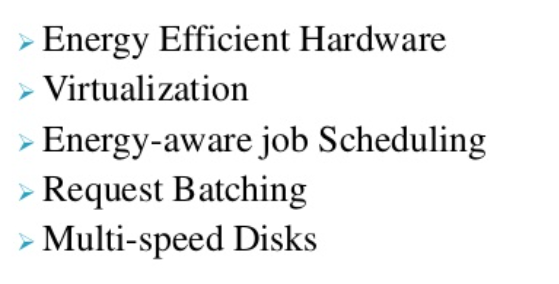 ➢ Energy Efficient Hardware
➢ Virtualization
➢ Energy-aware job Scheduling
➢ Request Batching
➢ Multi-speed Disks